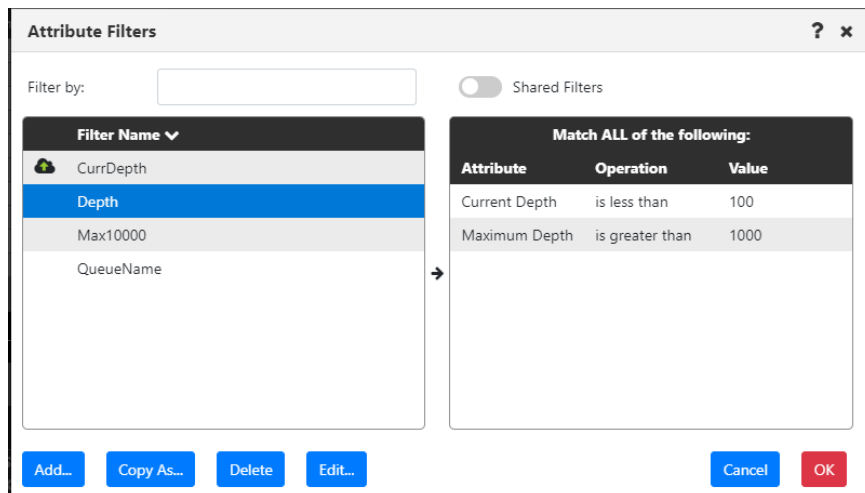 Attribute Filters ? ×
Filter by: Shared Filters
Filter Name
CurrDepth
Depth
Max10000
QueueName
Match ALL of the following:
Attribute Operation Value
Current Depth is less than 100
Maximum Depth is greater than 1000
Add... Copy As... Delete Edit... Cancel OK